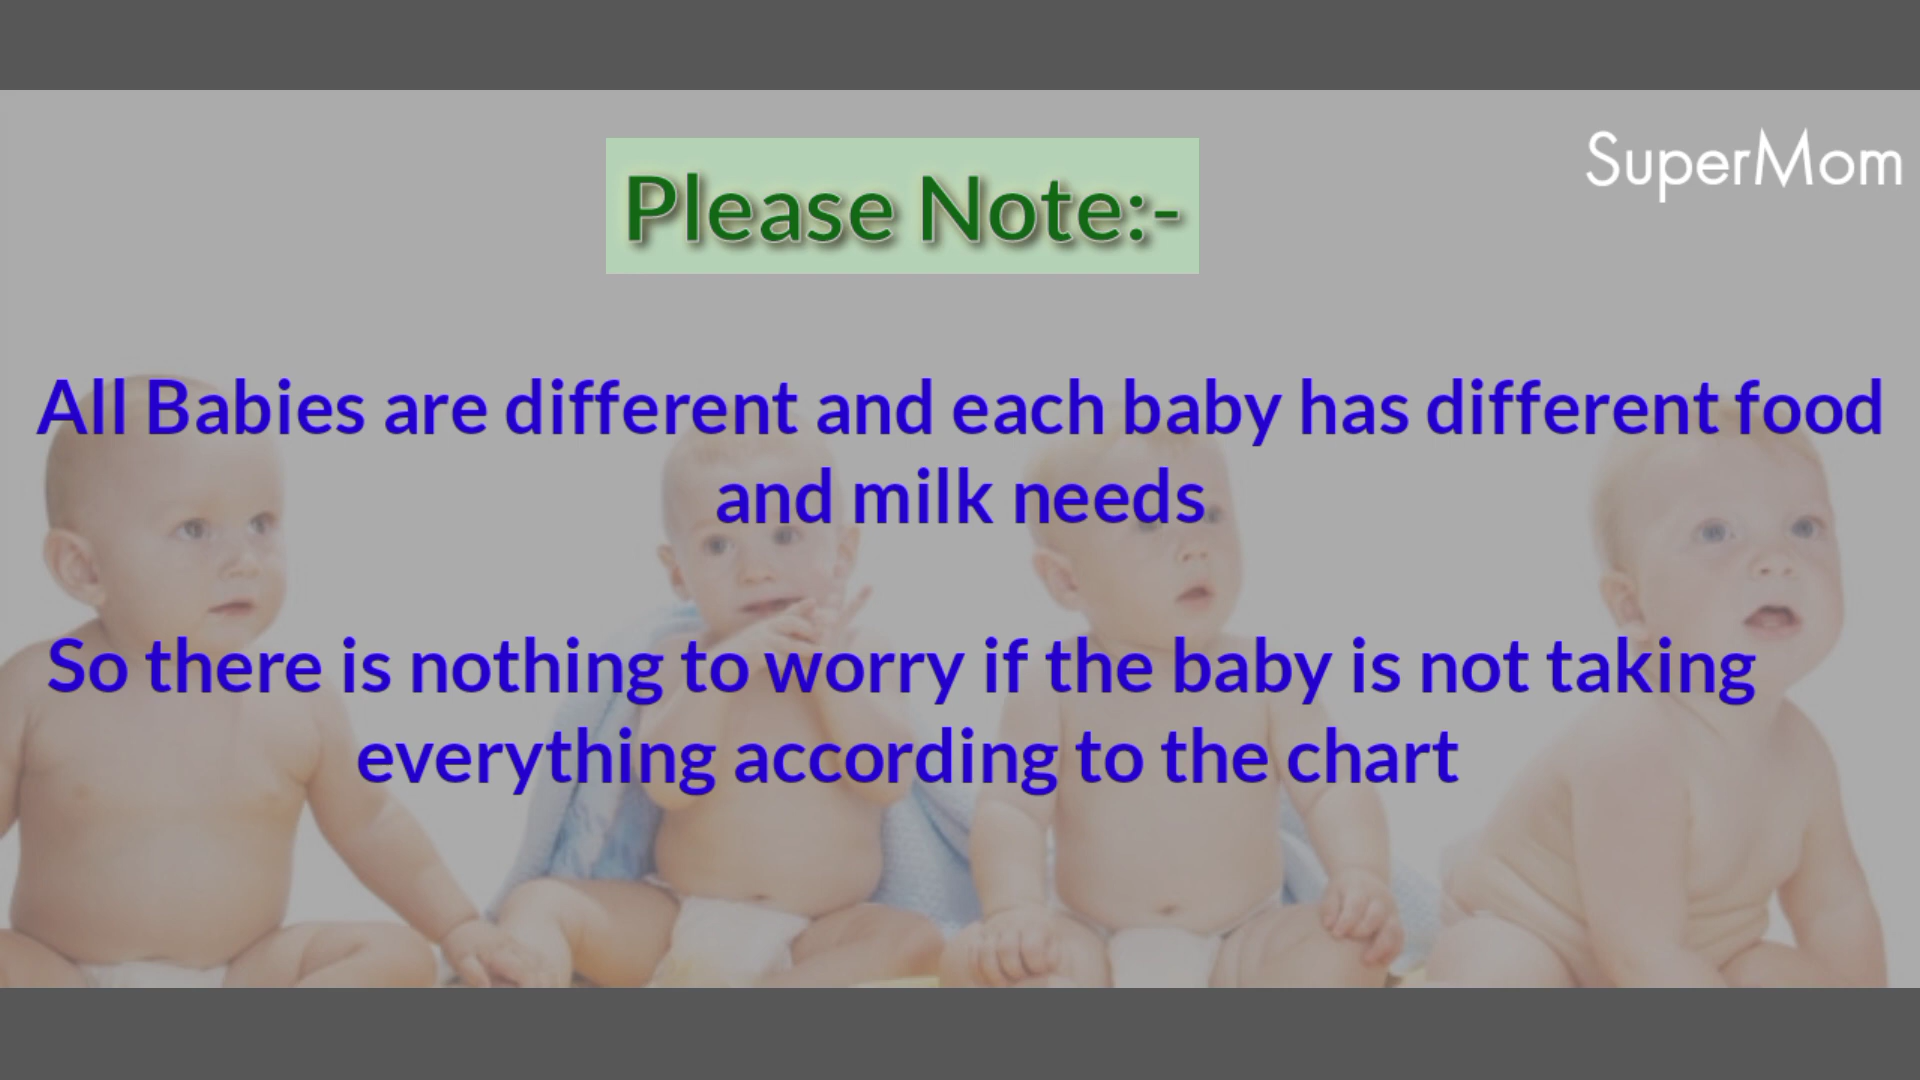 SuperMom
Please Note:-
All Babies are different and each baby has different food
and milk needs
So there is nothing to worry if the baby is not taking
everything according to the chart